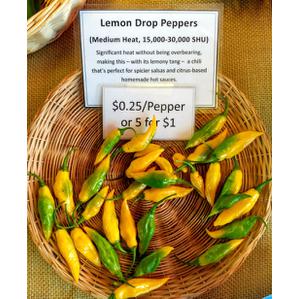 Lemon Drop Peppers
(Medium Heat, 15,000-30,000 SHU)
Significant heat without being overbearing,
making this – with its lemony tang – a chili
that's perfect for spicier salsas and citrus-based
homemade hot sauces.
$0.25/Pepper
or 5 for $1